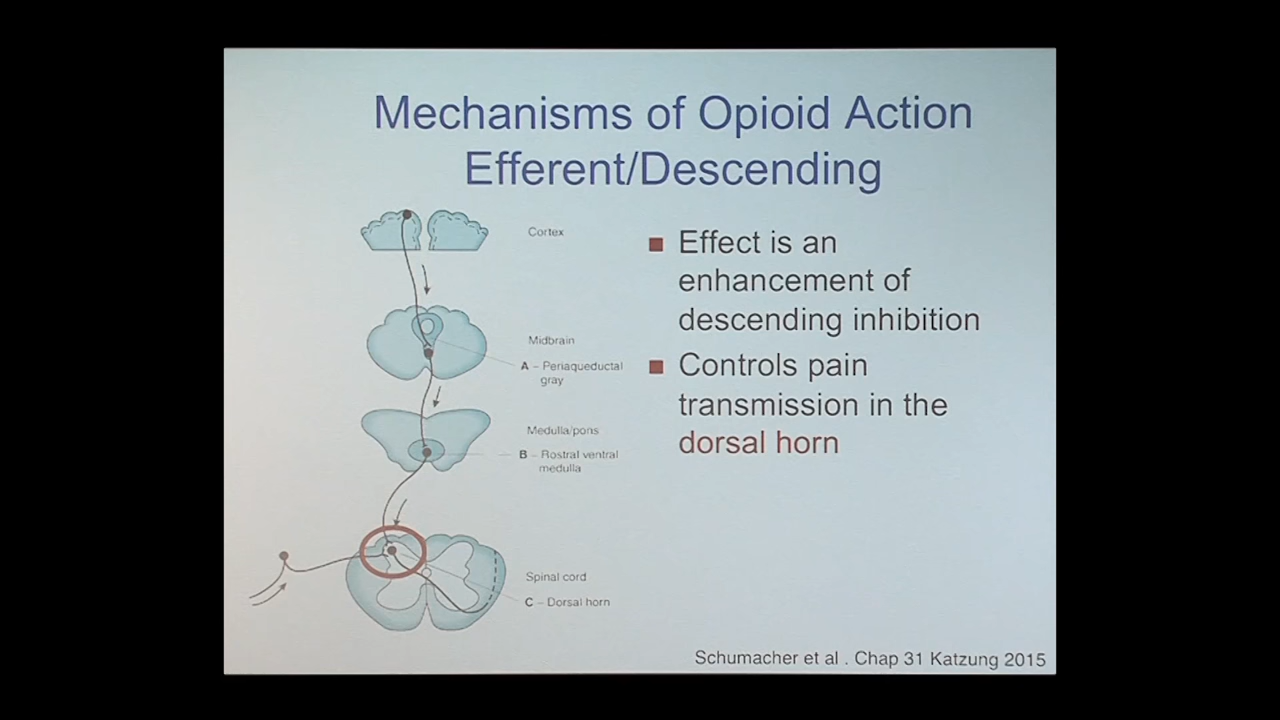 Mechanisms of Opioid Action
Efferent/Descending
Cortex
Midbrain
A – Periaqueductal
gray
Medulla/pons
B – Rostral ventral
medulla
Spinal cord
C – Dorsal horn
Effect is an
enhancement of
descending inhibition
Controls pain
transmission in the
dorsal horn
Schumacher et al . Chap 31 Katzung 2015